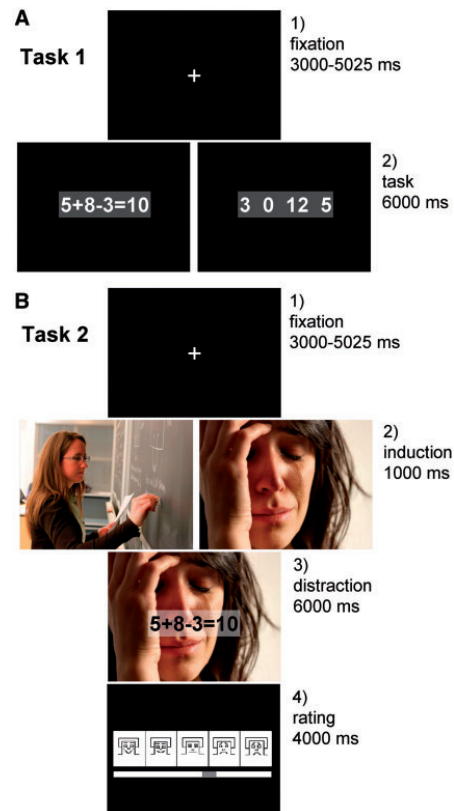 A
Task 1
1)
fixation
3000-5025 ms
5+8-3=10
3 0 12 5
2)
task
6000 ms
B
Task 2
1)
fixation
3000-5025 ms
2)
induction
1000 ms
3)
distraction
6000 ms
5+8-3=10
4)
rating
4000 ms